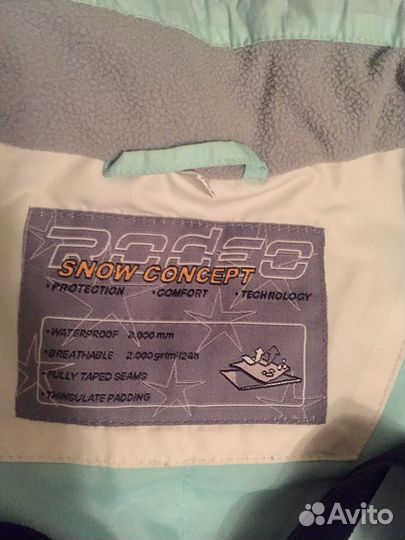 RODEO
SNOW CONCEPT
• PROTECTION • COMFORT • TECHNOLOGY
• WATERPROOF 2.000 mm
• BREATHABLE 2.000 gr/m²/24h
• FULLY TAPED SEAMS
• THINSULATE PADDING
Avito